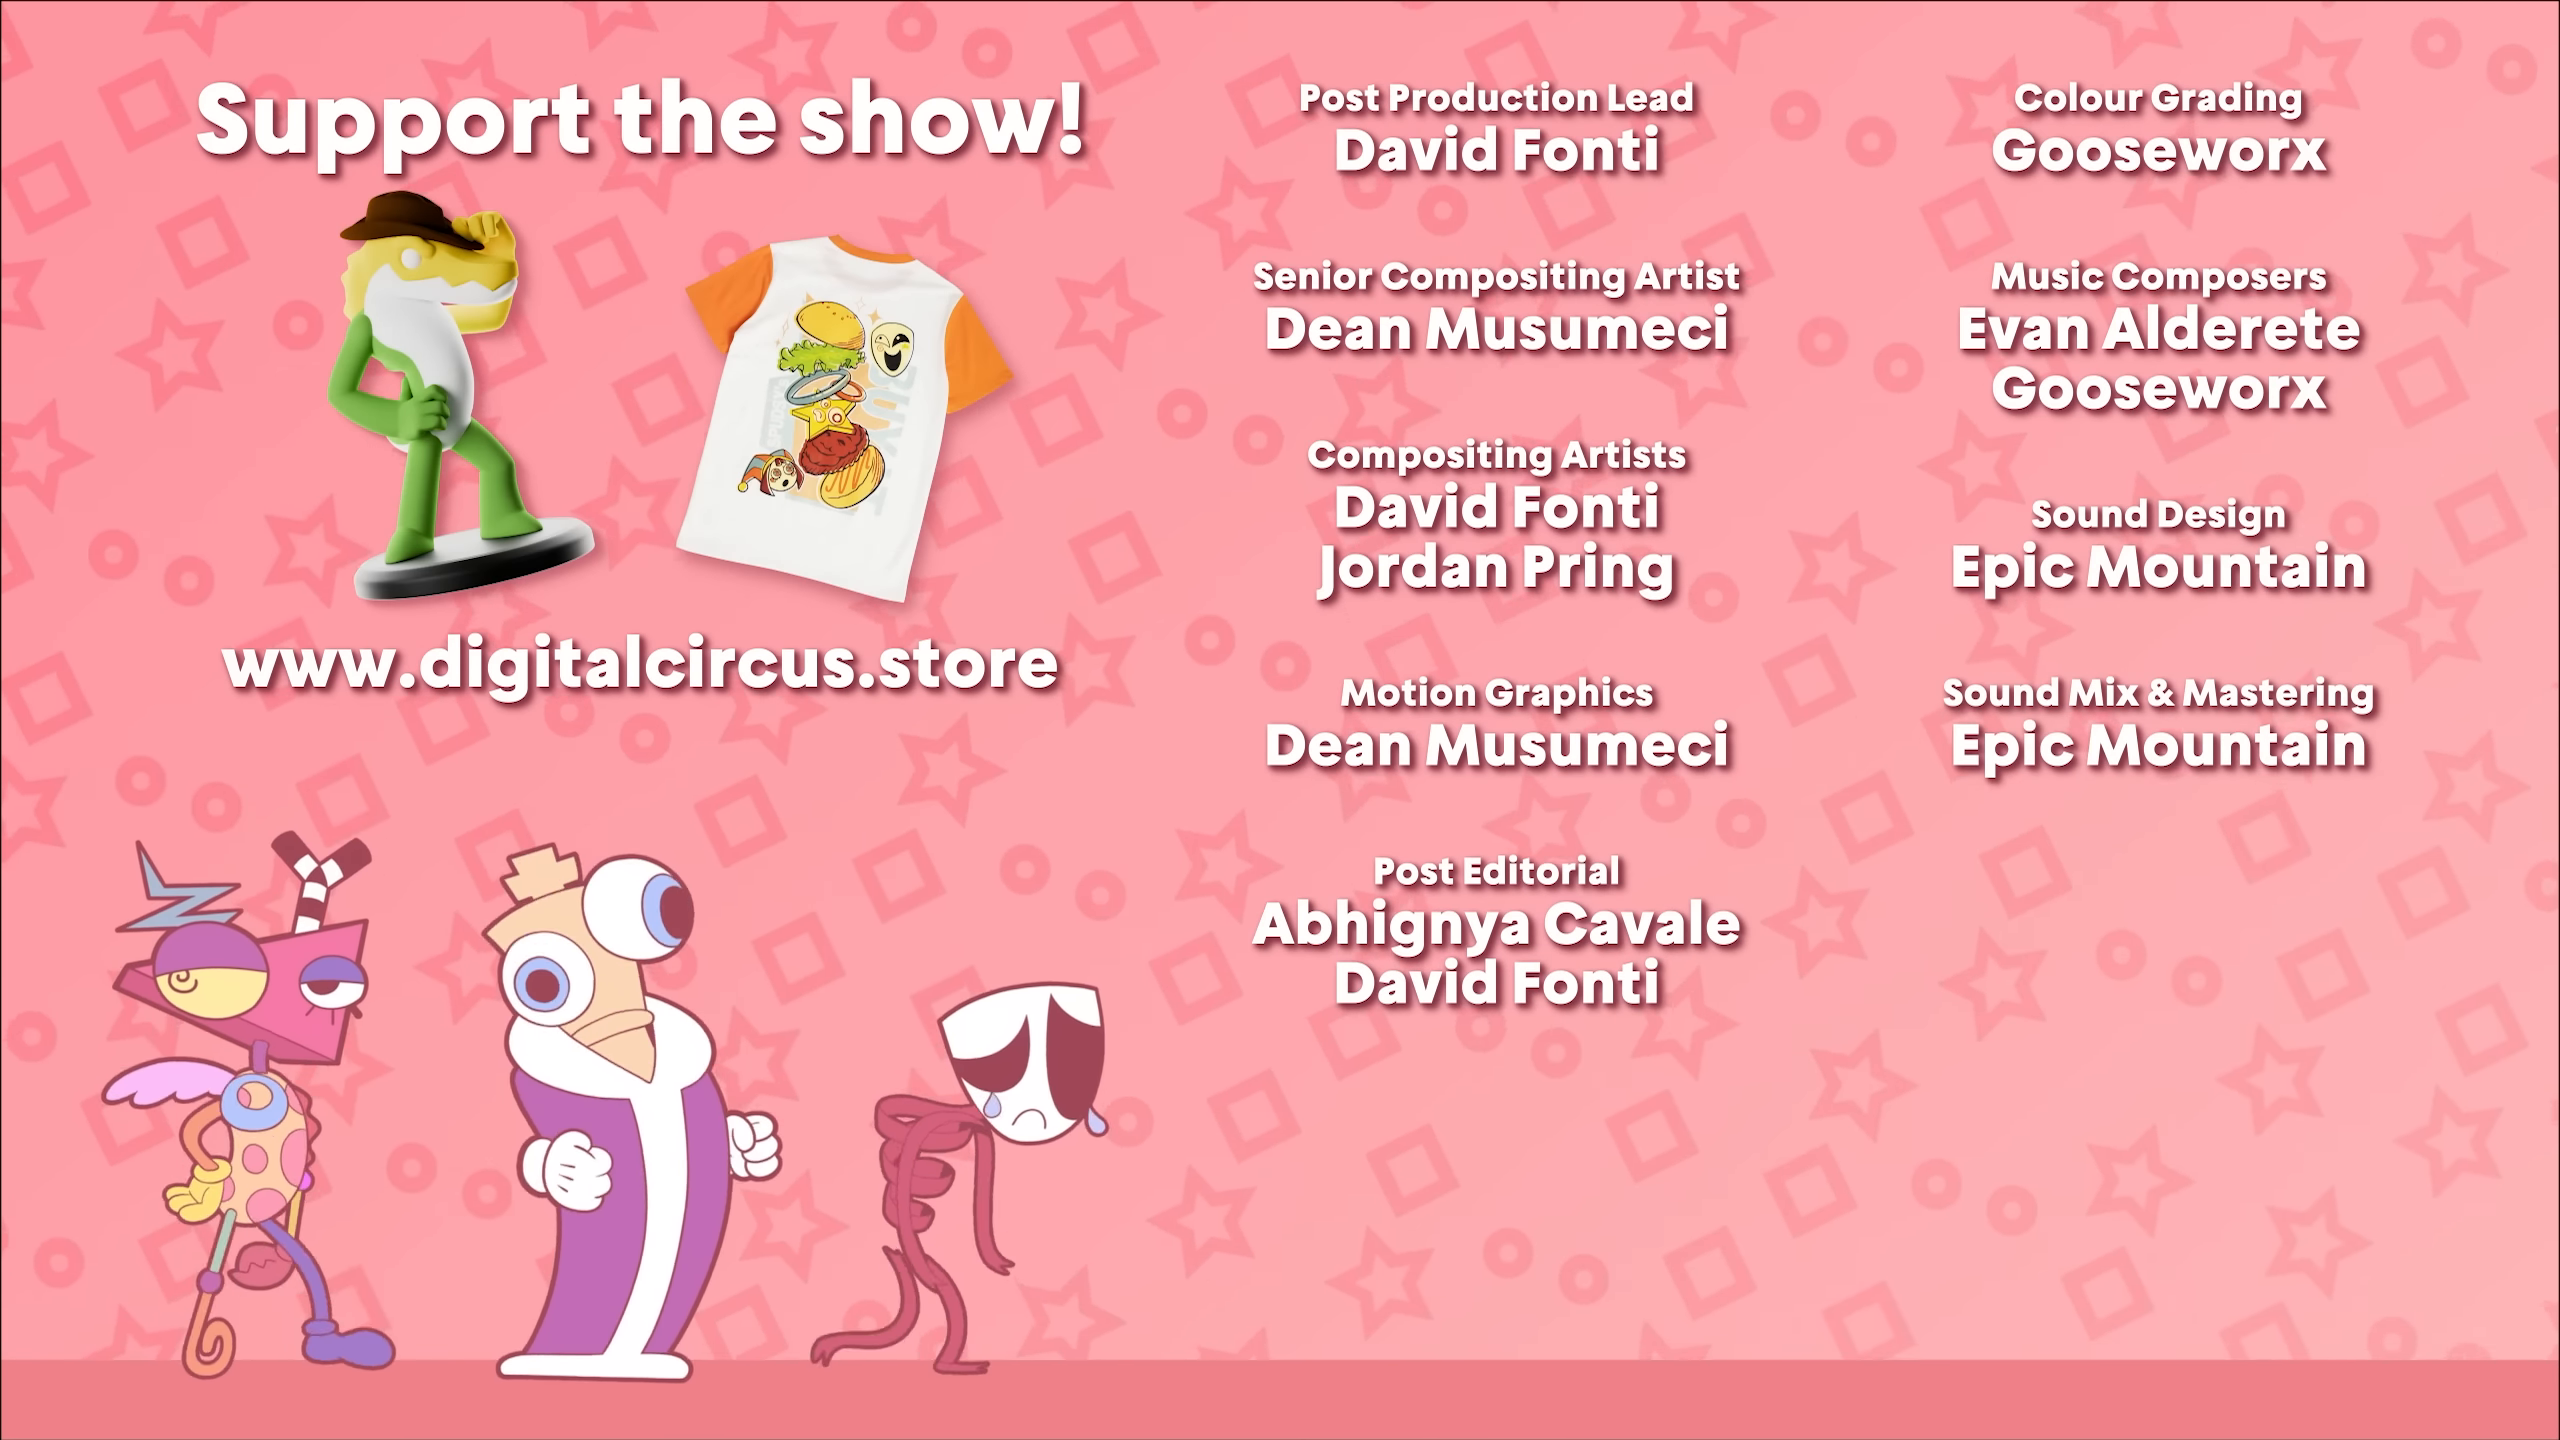 Support the show!
www.digitalcircus.store
Post Production Lead
David Fonti
Senior Compositing Artist
Dean Musumeci
Compositing Artists
David Fonti
Jordan Pring
Motion Graphics
Dean Musumeci
Post Editorial
Abhignya Cavale
David Fonti
Colour Grading
Gooseworx
Music Composers
Evan Alderete
Gooseworx
Sound Design
Epic Mountain
Sound Mix & Mastering
Epic Mountain